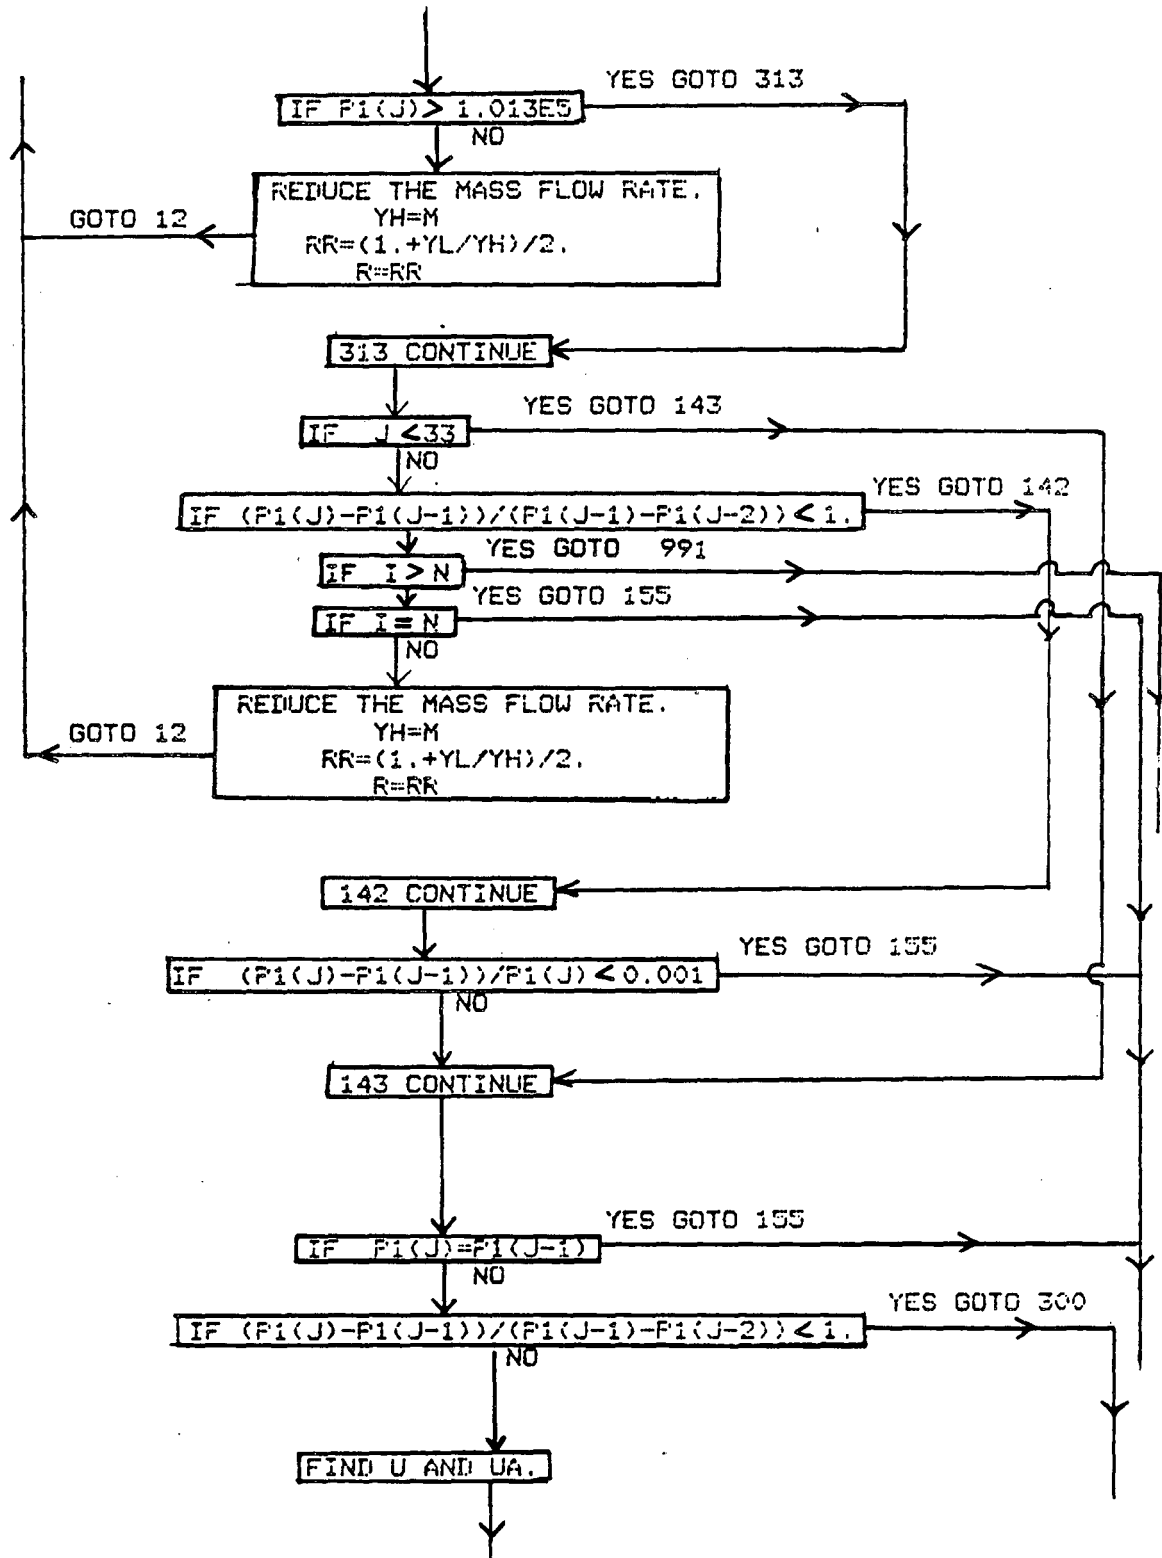 YES GOTO 313
IF P1(J)> 1.013E5
NO
REDUCE THE MASS FLOW RATE.
YH=M
GOTO 12
RR=(1.+YL/YH)/2.
R=RR
313 CONTINUE
YES GOTO 143
IF J <33
NO
YES GOTO 142
IF (P1(J)-P1(J-1))/(P1(J-1)-P1(J-2))<1.
YES GOTO 991
IF I> N
YES GOTO 155
IF I= N
NO
REDUCE THE MASS FLOW RATE.
YH=M
GOTO 12
RR=(1.+YL/YH)/2.
R=RR
142 CONTINUE
YES GOTO 155
IF (P1(J)-P1(J-1))/P1(J)<0.001
NO
143 CONTINUE
YES GOTO 155
IF P1(J)=P1(J-1)
NO
YES GOTO 300
IF (P1(J)-P1(J-1))/(P1(J-1)-P1(J-2))<1.
NO
FIND U AND UA.